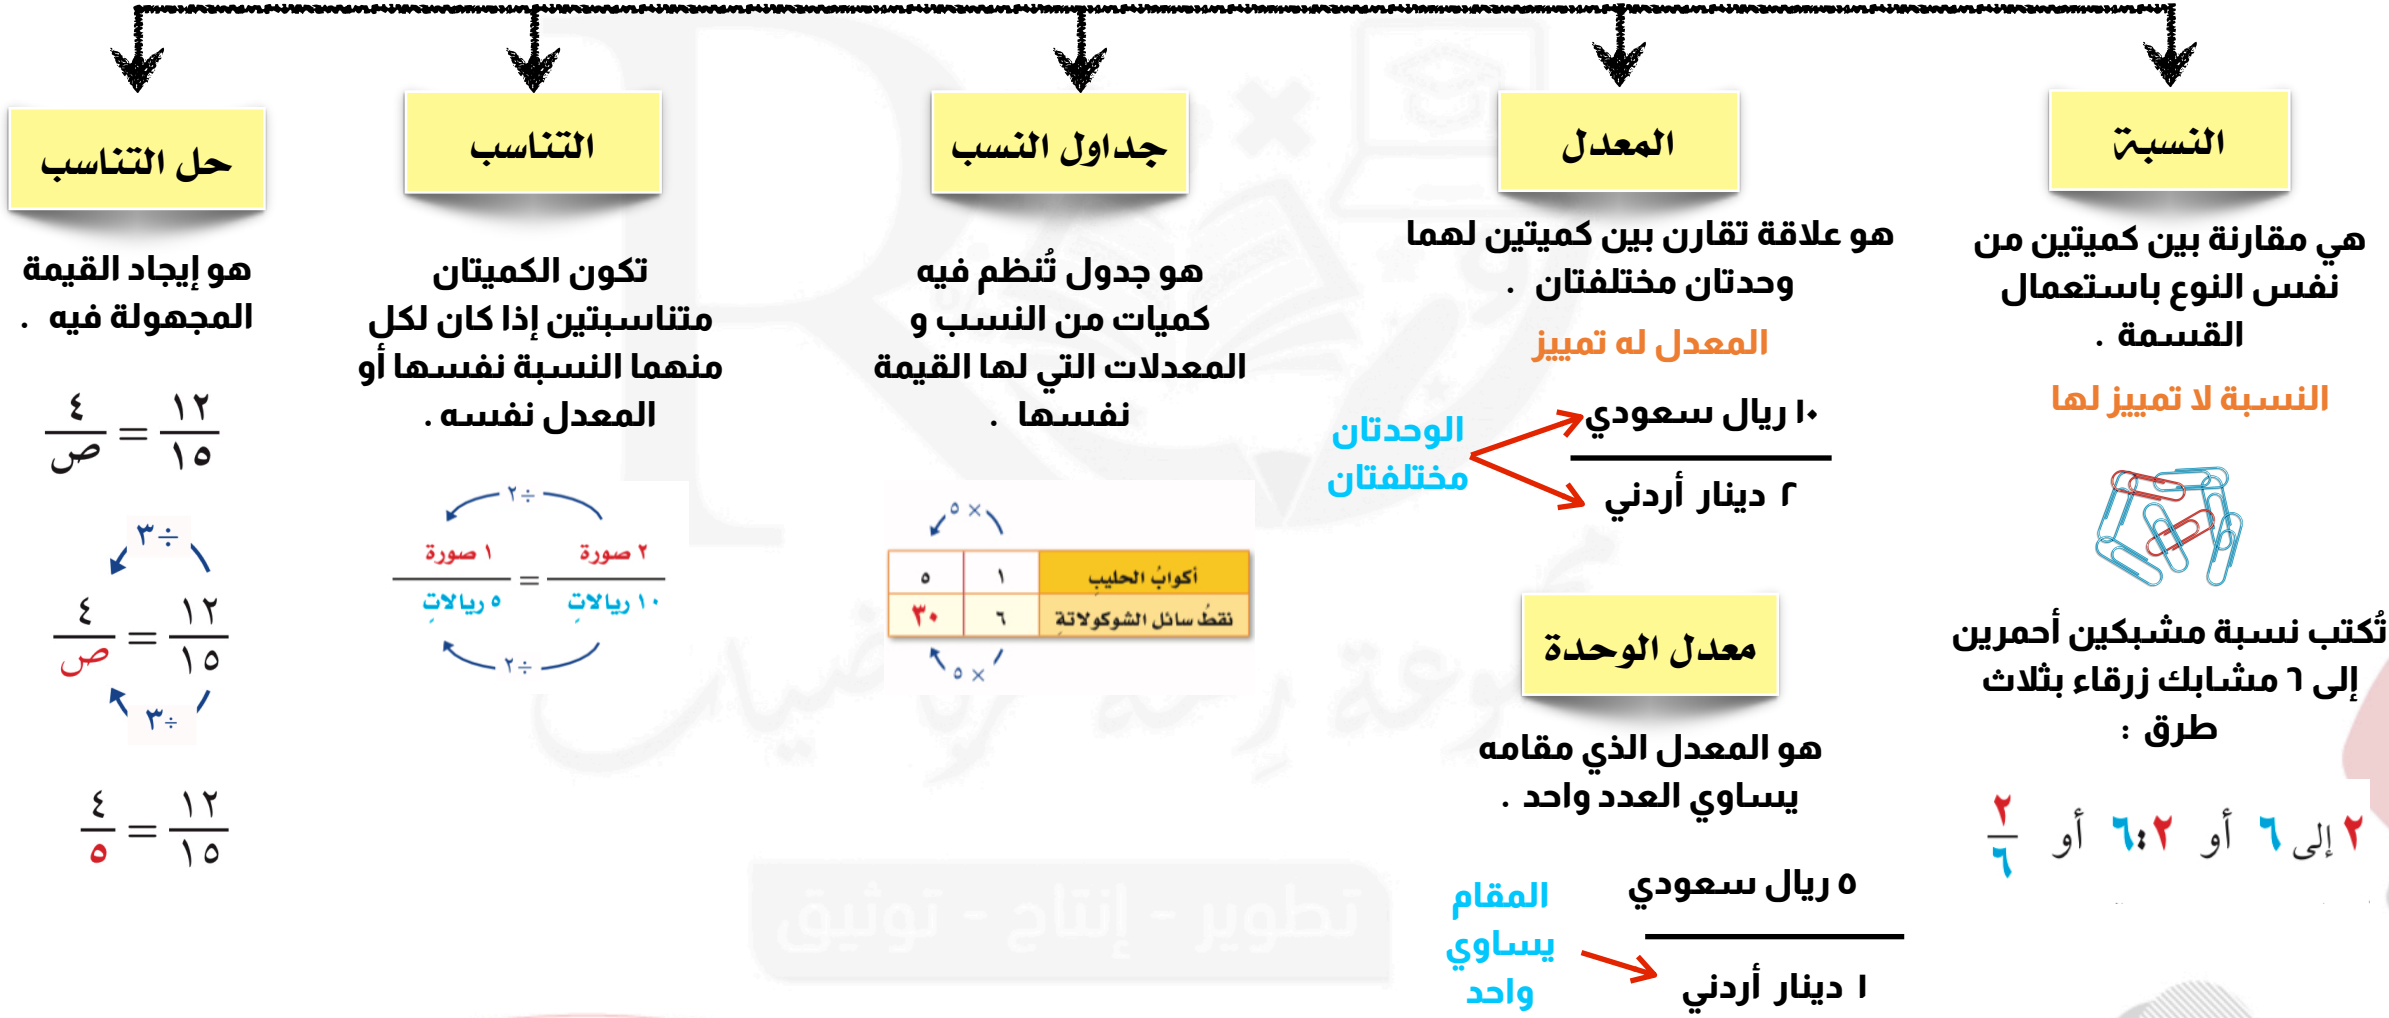 النسبة
هي مقارنة بين كميتين من
نفس النوع باستعمال
القسمة .
النسبة لا تمييز لها
تُكتب نسبة مشبكين أحمرين
إلى ٦ مشابك زرقاء بثلاث
طرق :
٢ إلى ٦ أو ٢:٦ أو ٢/٦
المعدل
هو علاقة تقارن بين كميتين لهما
وحدتان مختلفتان .
المعدل له تمييز
١٠ ريال سعودي
٢ دينار أردني
الوحدتان
مختلفتان
معدل الوحدة
هو المعدل الذي مقامه
يساوي العدد واحد .
٥ ريال سعودي
١ دينار أردني
المقام
يساوي
واحد
جداول النسب
هو جدول تُنظم فيه
كميات من النسب و
المعدلات التي لها القيمة
نفسها .
× ٥
أكوابُ الحليبِ ١ ٥
نقطُ سائل الشوكولاتةِ ٦ ٣٠
× ٥
التناسب
تكون الكميتان
متناسبتين إذا كان لكل
منهما النسبة نفسها أو
المعدل نفسه .
÷٢
٢ صورة ١ صورة
=
١٠ ريالاتٍ ٥ ريالاتٍ
÷٢
حل التناسب
هو إيجاد القيمة
المجهولة فيه .
١٢/١٥ = ٤/ص
÷٣
١٢/١٥ = ٤/ص
÷٣
١٢/١٥ = ٤/٥
تطوير - إنتاج - توثيق